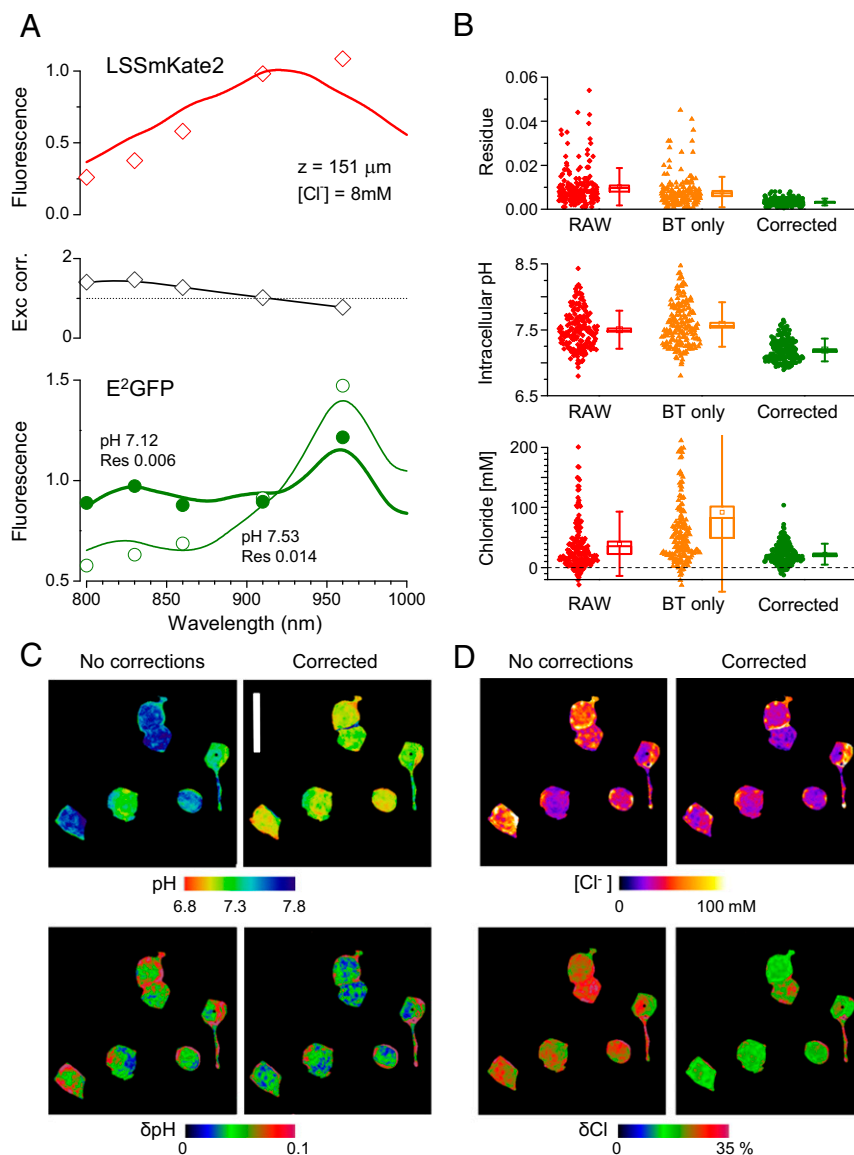 A
LSSmKate2
Fluorescence
1.0
0.5
0.0
z = 151 µm
[Cl⁻] = 8mM
Exc corr.
2
0
E²GFP
Fluorescence
1.5
1.0
0.5
pH 7.12
Res 0.006
pH 7.53
Res 0.014
800 850 900 950 1000
Wavelength (nm)
B
Residue
0.06
0.04
0.02
0.00
RAW BT only Corrected
Intracellular pH
8.5
7.5
6.5
RAW BT only Corrected
Chloride [mM]
200
100
0
RAW BT only Corrected
C
No corrections Corrected
pH
6.8 7.3 7.8
δpH
0 0.1
D
No corrections Corrected
[Cl⁻]
0 100 mM
δCl
0 35 %